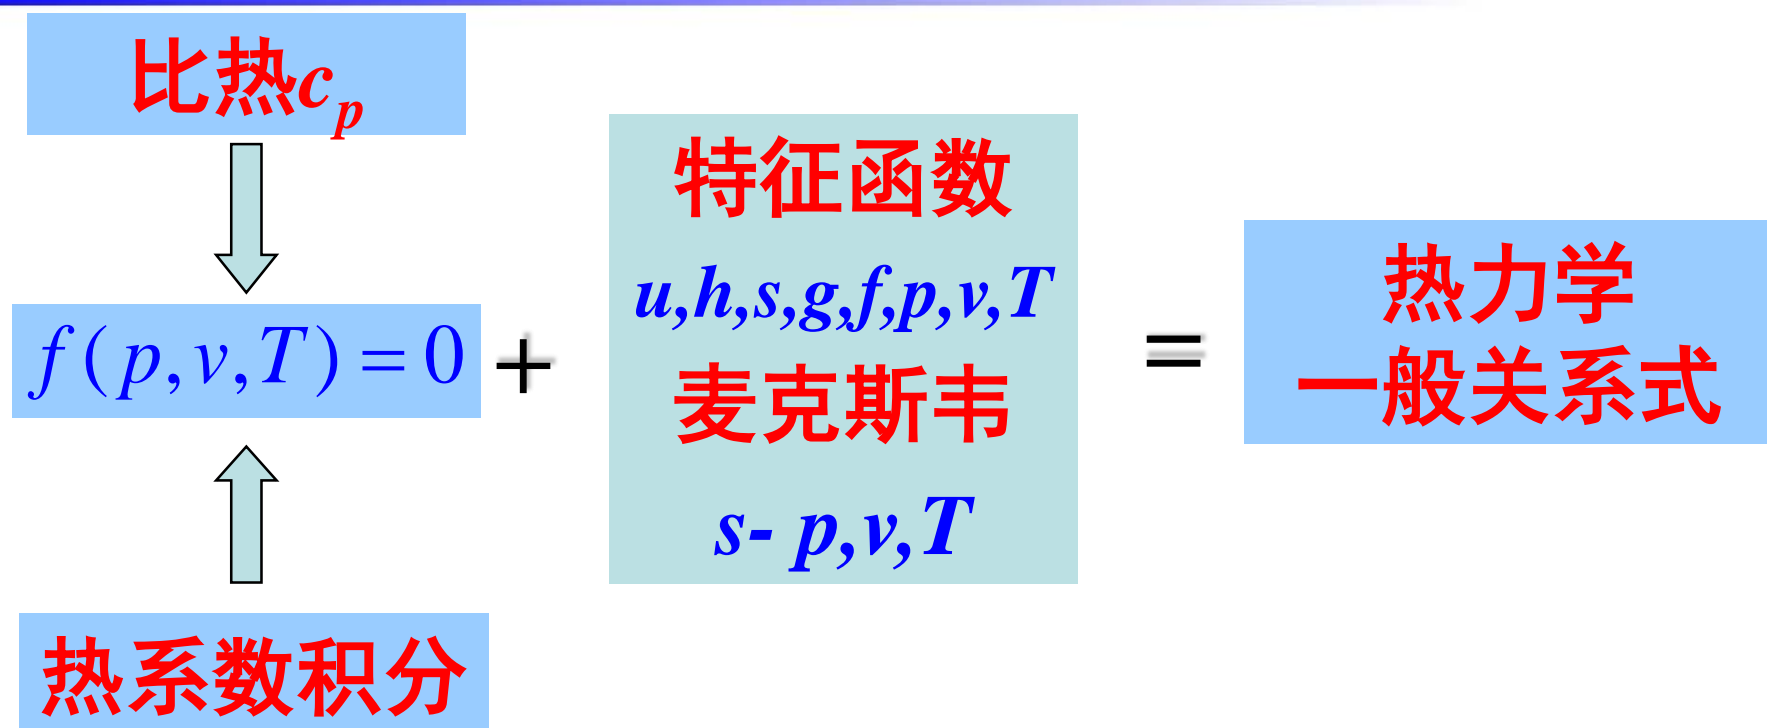 比热cp
f(p,v,T)=0
热系数积分
+
特征函数
u,h,s,g,f,p,v,T
麦克斯韦
s- p,v,T
=
热力学
一般关系式